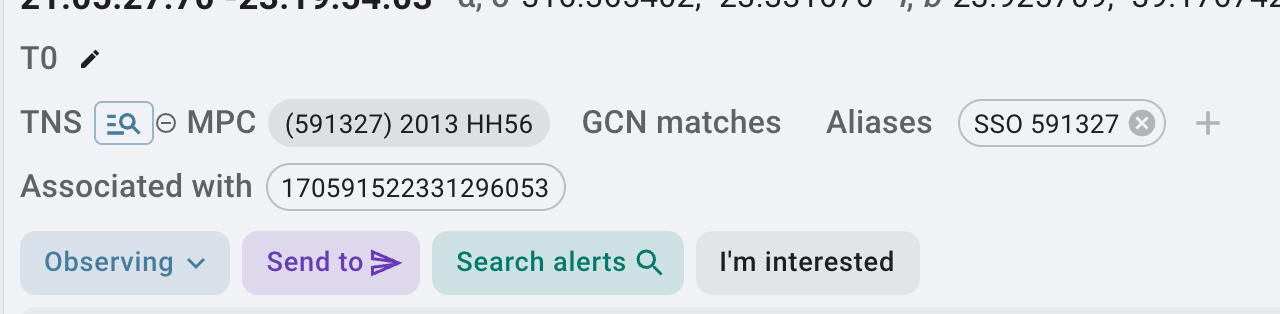 T0
TNS MPC (591327) 2013 HH56 GCN matches Aliases SSO 591327
Associated with 170591522331296053
Observing Send to Search alerts I'm interested